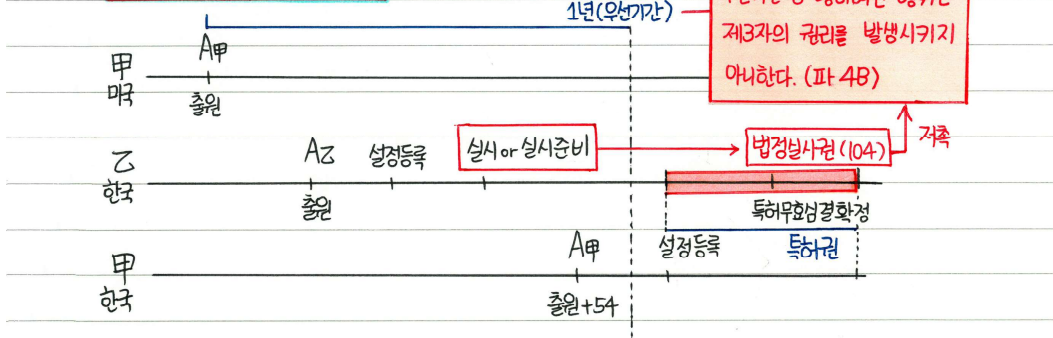 1년(우선기간)
제3자의 권리를 발생시키지
아니한다. (파 4B)
A甲
甲
미국
출원
저촉
乙
한국
A乙
설정등록
실시 or 실시준비
법정실시권(104)
출원
특허무효심결확정
설정등록
특허권
甲
한국
A甲
출원+54